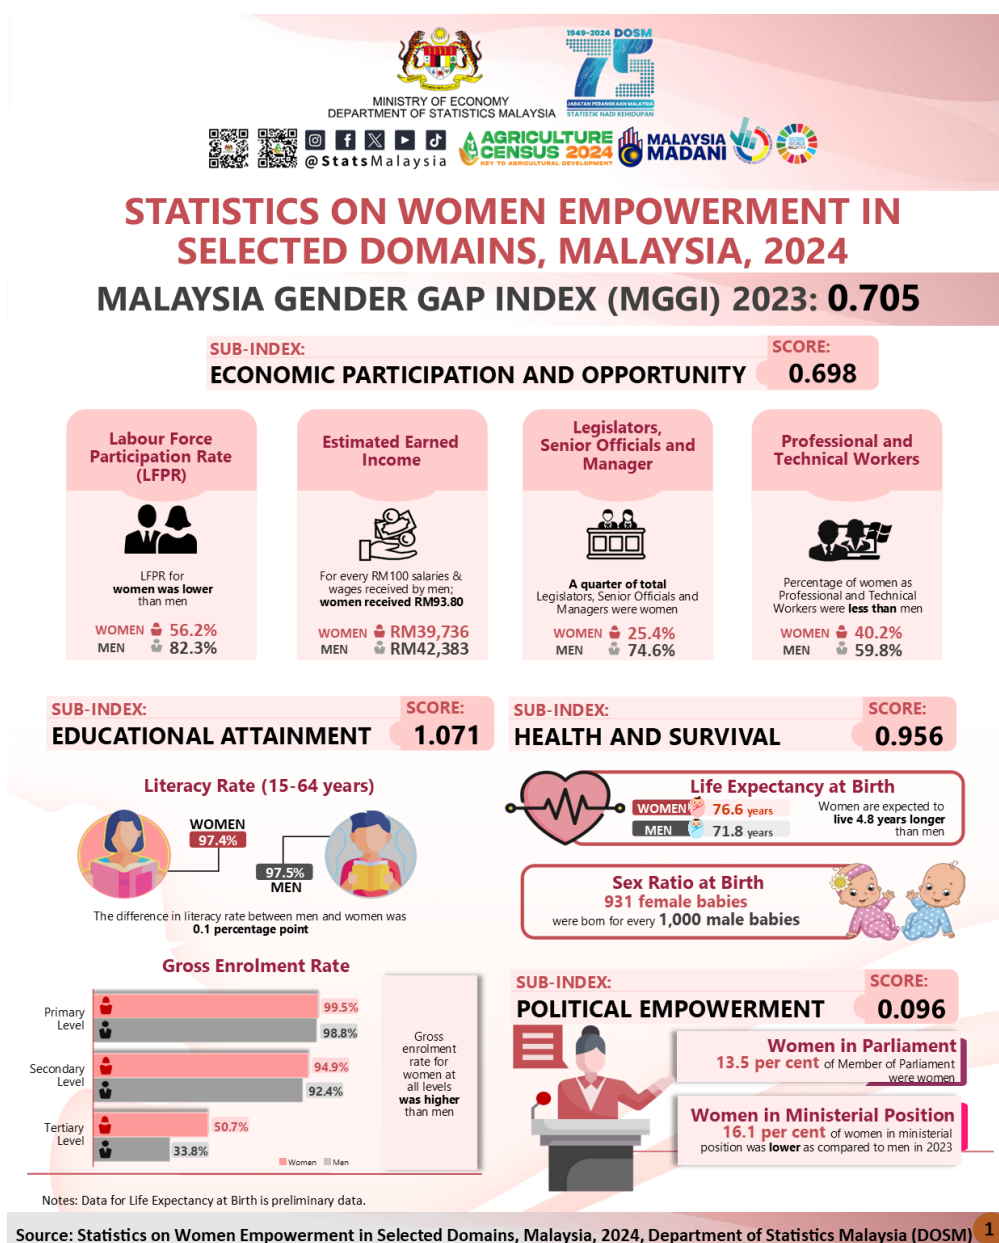 1949-2024 DOSM
75
JABATAN PERANGKAAN MALAYSIA
STATISTIK NADI KEHIDUPAN
MINISTRY OF ECONOMY
DEPARTMENT OF STATISTICS MALAYSIA
@StatsMalaysia
AGRICULTURE
CENSUS 2024
KEY TO AGRICULTURAL DEVELOPMENT
MALAYSIA
MADANI
STATISTICS ON WOMEN EMPOWERMENT IN
SELECTED DOMAINS, MALAYSIA, 2024
MALAYSIA GENDER GAP INDEX (MGGI) 2023: 0.705
SUB-INDEX:
ECONOMIC PARTICIPATION AND OPPORTUNITY
SCORE:
0.698
Labour Force
Participation Rate
(LFPR)
LFPR for
women was lower
than men
WOMEN 56.2%
MEN 82.3%
Estimated Earned
Income
For every RM100 salaries &
wages received by men;
women received RM93.80
WOMEN RM39,736
MEN RM42,383
Legislators,
Senior Officials and
Manager
A quarter of total
Legislators, Senior Officials and
Managers were women
WOMEN 25.4%
MEN 74.6%
Professional and
Technical Workers
Percentage of women as
Professional and Technical
Workers were less than men
WOMEN 40.2%
MEN 59.8%
SUB-INDEX:
EDUCATIONAL ATTAINMENT
SCORE:
1.071
Literacy Rate (15-64 years)
WOMEN
97.4%
97.5%
MEN
The difference in literacy rate between men and women was
0.1 percentage point
Gross Enrolment Rate
Primary
Level
99.5%
98.8%
Secondary
Level
94.9%
92.4%
Tertiary
Level
50.7%
33.8%
Women Men
Gross
enrolment
rate for
women at
all levels
was higher
than men
SUB-INDEX:
HEALTH AND SURVIVAL
SCORE:
0.956
Life Expectancy at Birth
WOMEN 76.6 years
MEN 71.8 years
Women are expected to
live 4.8 years longer
than men
Sex Ratio at Birth
931 female babies
were born for every 1,000 male babies
SUB-INDEX:
POLITICAL EMPOWERMENT
SCORE:
0.096
Women in Parliament
13.5 per cent of Member of Parliament
were women
Women in Ministerial Position
16.1 per cent of women in ministerial
position was lower as compared to men in 2023
Notes: Data for Life Expectancy at Birth is preliminary data.
Source: Statistics on Women Empowerment in Selected Domains, Malaysia, 2024, Department of Statistics Malaysia (DOSM)
1